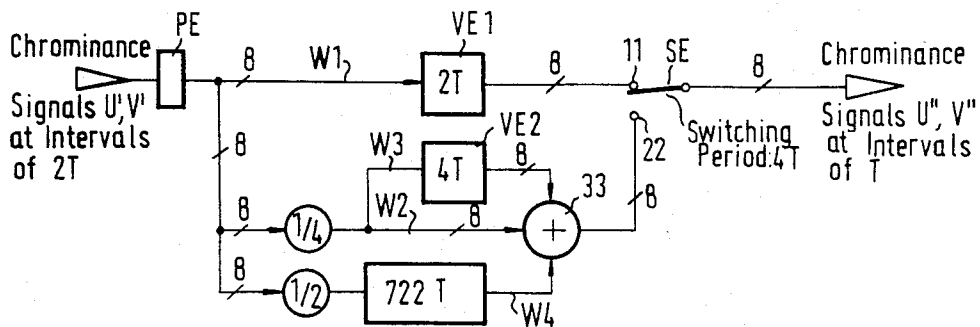 PE
Chrominance
Signals U', V'
at Intervals
of 2T
8
W1
VE1
2T
8
11
SE
8
Chrominance
Signals U", V"
at Intervals
of T
22
Switching
Period:4T
8
W3
VE2
4T
8
8
1/4
W2
8
33
+
8
8
1/2
722 T
W4